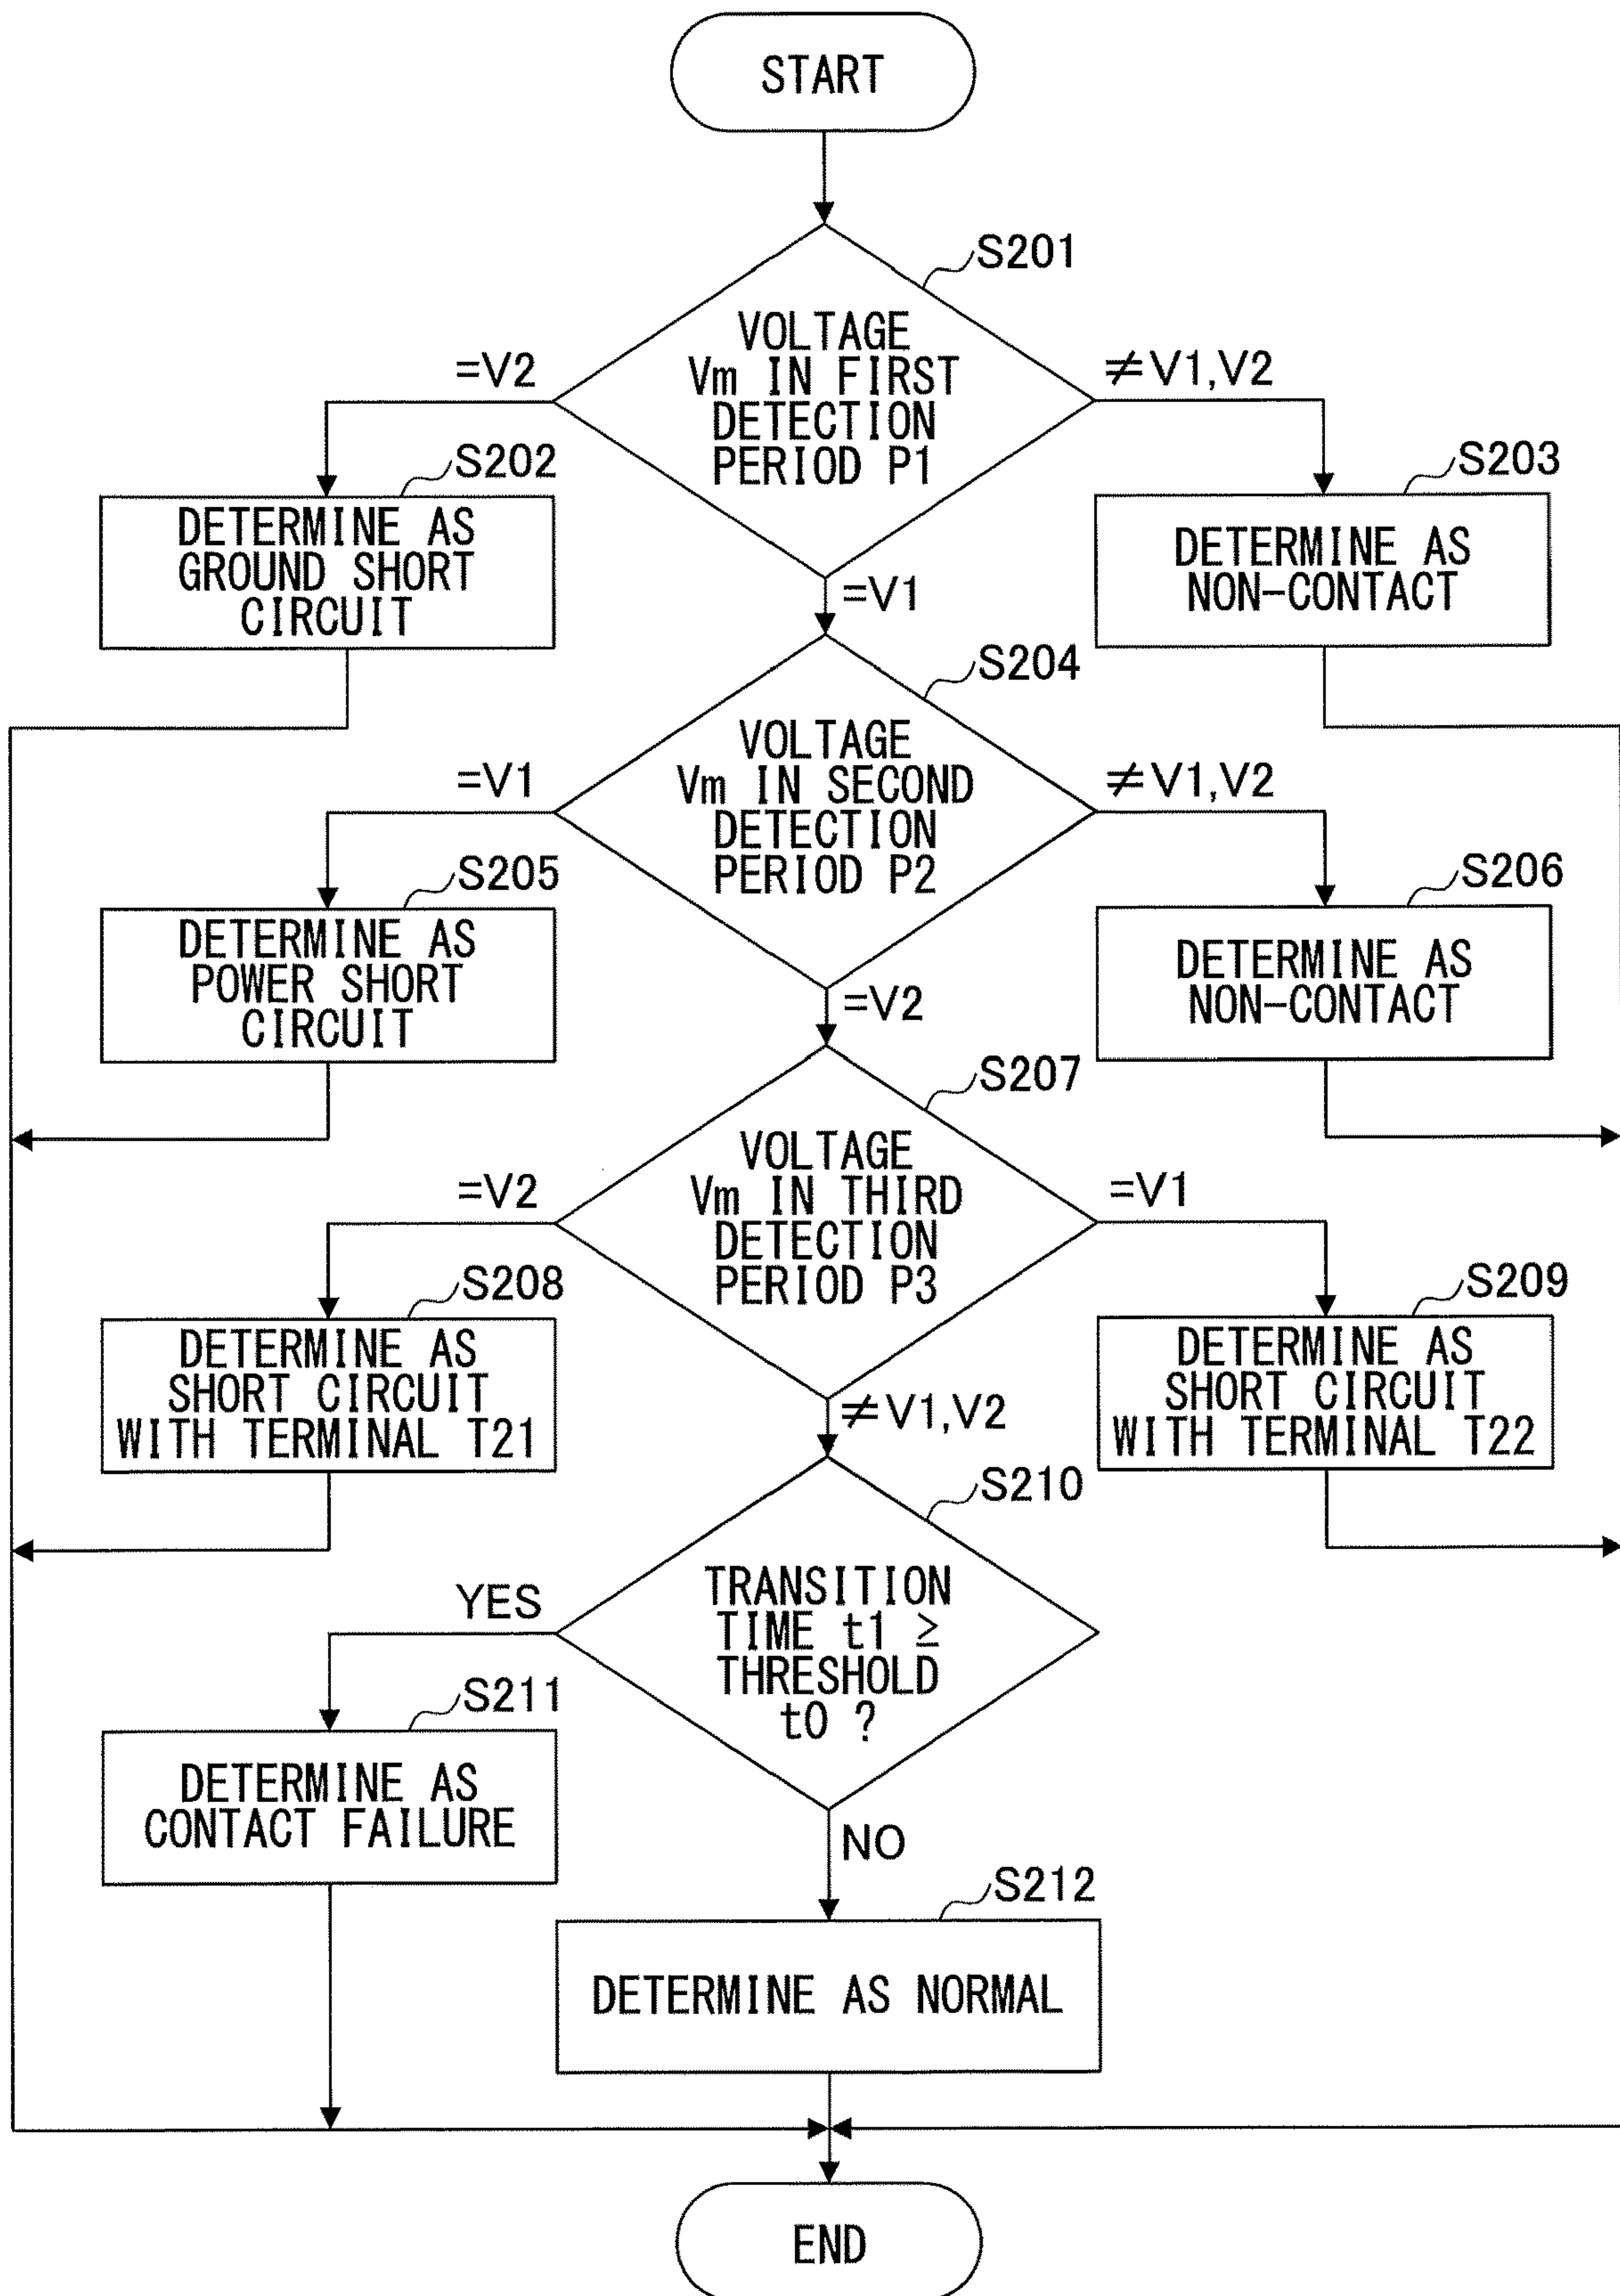 START
S201
VOLTAGE
Vm IN FIRST
DETECTION
PERIOD P1
=V2
≠V1,V2
S202
DETERMINE AS
GROUND SHORT
CIRCUIT
S203
DETERMINE AS
NON-CONTACT
=V1
S204
VOLTAGE
Vm IN SECOND
DETECTION
PERIOD P2
=V1
≠V1,V2
S205
DETERMINE AS
POWER SHORT
CIRCUIT
S206
DETERMINE AS
NON-CONTACT
=V2
S207
VOLTAGE
Vm IN THIRD
DETECTION
PERIOD P3
=V2
=V1
S208
DETERMINE AS
SHORT CIRCUIT
WITH TERMINAL T21
S209
DETERMINE AS
SHORT CIRCUIT
WITH TERMINAL T22
≠V1,V2
S210
TRANSITION
TIME t1 ≥
THRESHOLD
t0 ?
YES
S211
DETERMINE AS
CONTACT FAILURE
NO
S212
DETERMINE AS NORMAL
END